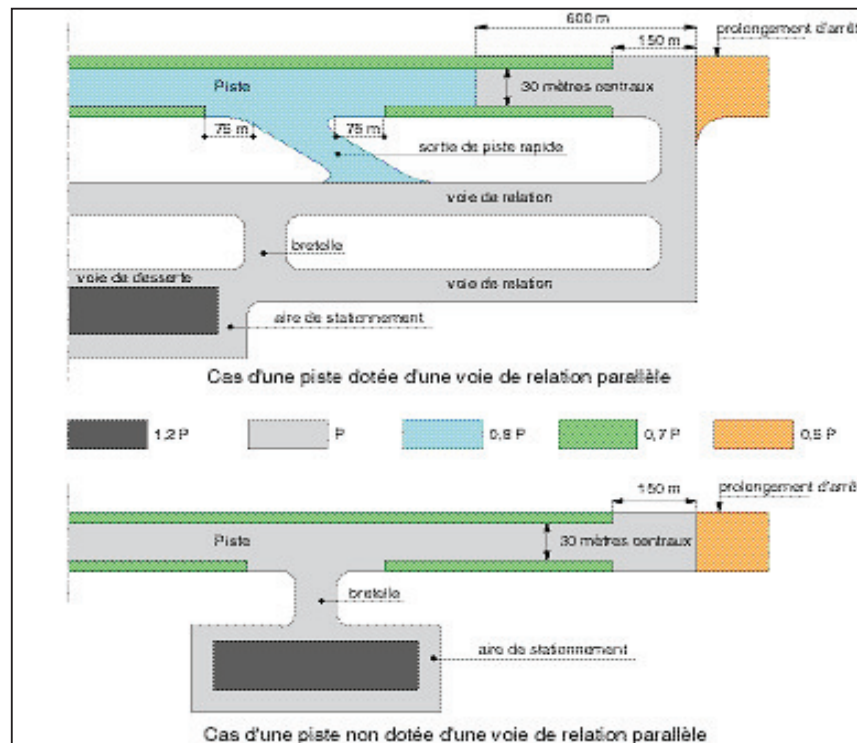 600 m
prolongement d'arrêt
150 m
Piste
30 mètres centraux
75 m
75 m
sortie de piste rapide
voie de relation
bretelle
voie de desserte
voie de relation
aire de stationnement
Cas d'une piste dotée d'une voie de relation parallèle
1,2 P
P
0,8 P
0,7 P
0,5 P
150 m
prolongement d'arrêt
Piste
30 mètres centraux
bretelle
aire de stationnement
Cas d'une piste non dotée d'une voie de relation parallèle